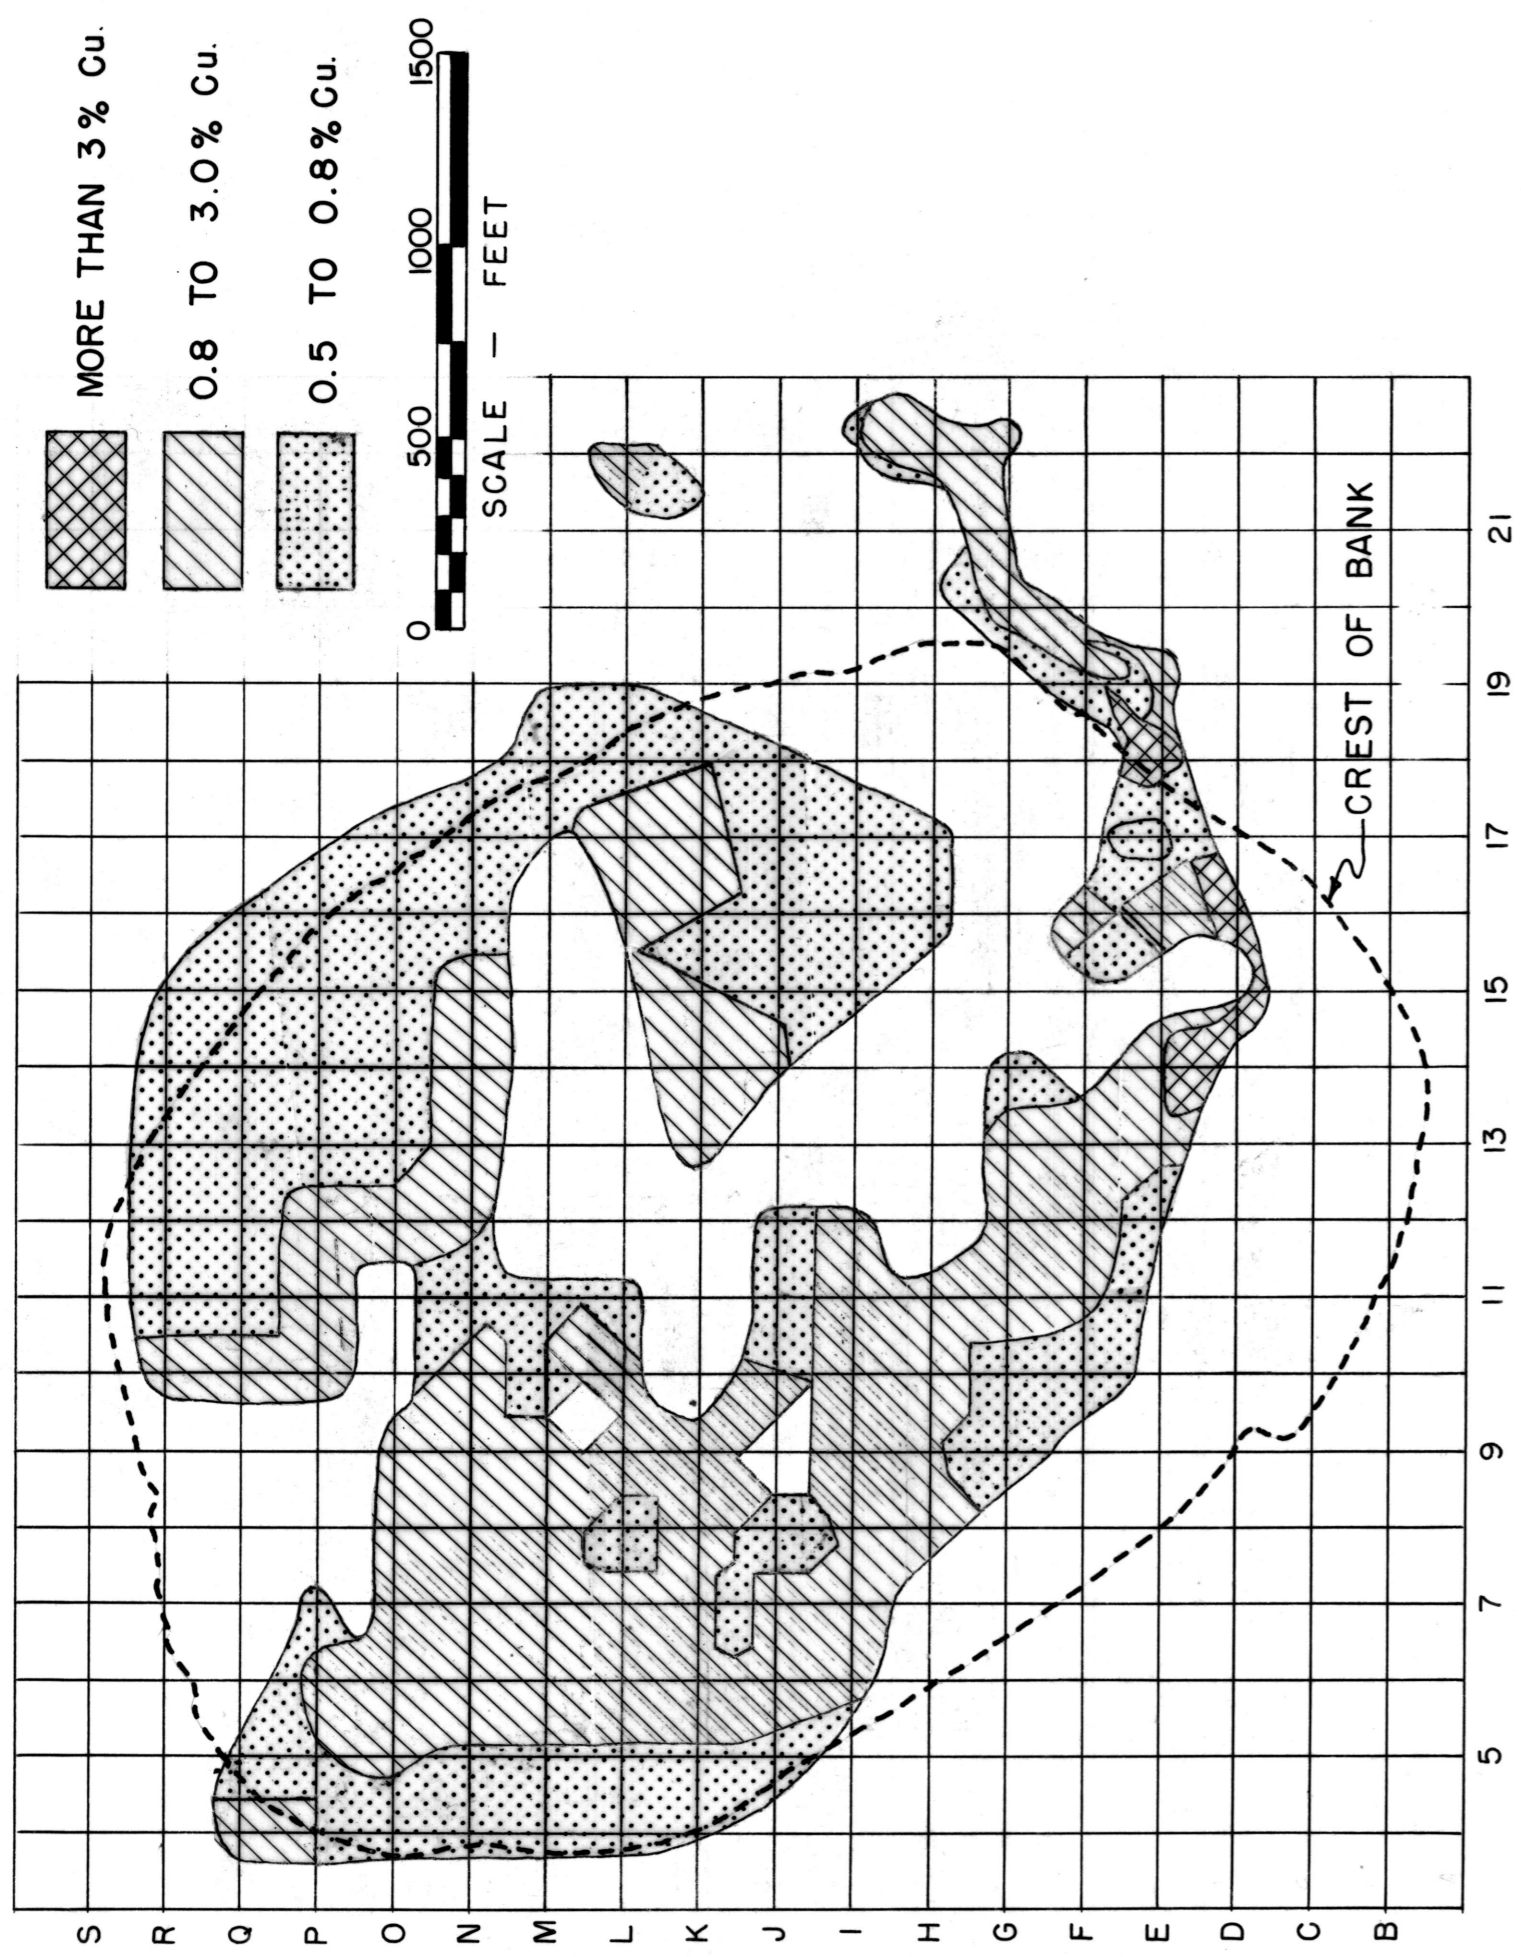 MORE THAN 3% Cu.
0.8 TO 3.0% Cu.
0.5 TO 0.8% Cu.
0 500 1000 1500
SCALE — FEET
CREST OF BANK
S
R
Q
P
O
N
M
L
K
J
I
H
G
F
E
D
C
B
5 7 9 11 13 15 17 19 21